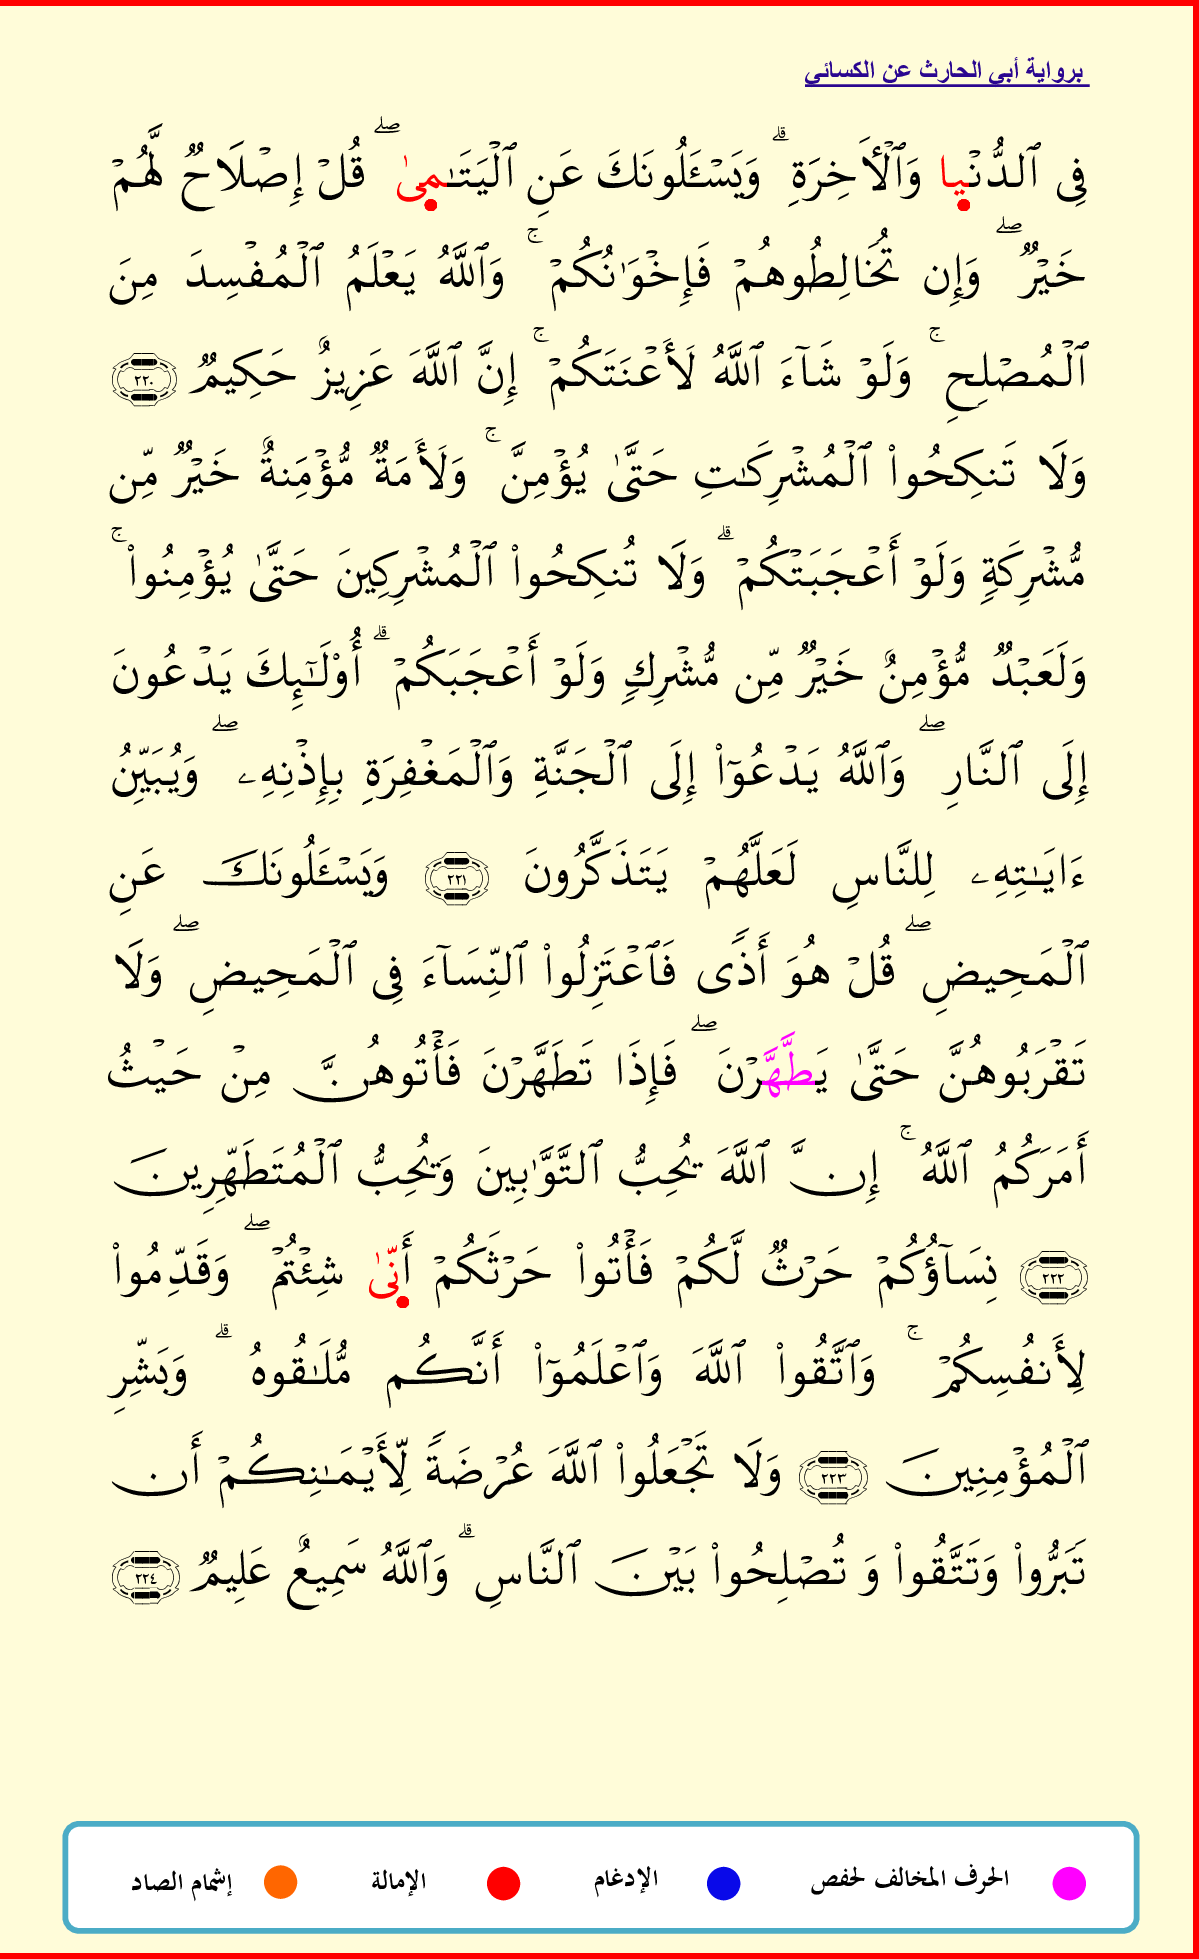 برواية أبي الحارث عن الكسائي
فِى ٱلدُّنْيَا وَٱلْأٓخِرَةِ ۗ وَيَسْـَٔلُونَكَ عَنِ ٱلْيَتَـٰمِىٰ ۖ قُلْ إِصْلَاحٌ لَّهُمْ
خَيْرٌ ۖ وَإِن تُخَالِطُوهُمْ فَإِخْوَٰنُكُمْ ۚ وَٱللَّهُ يَعْلَمُ ٱلْمُفْسِدَ مِنَ
ٱلْمُصْلِحِ ۚ وَلَوْ شَآءَ ٱللَّهُ لَأَعْنَتَكُمْ ۚ إِنَّ ٱللَّهَ عَزِيزٌ حَكِيمٌ ٢٢٠
وَلَا تَنكِحُوا۟ ٱلْمُشْرِكَـٰتِ حَتَّىٰ يُؤْمِنَّ ۚ وَلَأَمَةٌ مُّؤْمِنَةٌ خَيْرٌ مِّن
مُّشْرِكَةٍ وَلَوْ أَعْجَبَتْكُمْ ۗ وَلَا تُنكِحُوا۟ ٱلْمُشْرِكِينَ حَتَّىٰ يُؤْمِنُوا۟ ۚ
وَلَعَبْدٌ مُّؤْمِنٌ خَيْرٌ مِّن مُّشْرِكٍ وَلَوْ أَعْجَبَكُمْ ۗ أُو۟لَـٰٓئِكَ يَدْعُونَ
إِلَى ٱلنَّارِ ۖ وَٱللَّهُ يَدْعُوٓا۟ إِلَى ٱلْجَنَّةِ وَٱلْمَغْفِرَةِ بِإِذْنِهِۦ ۖ وَيُبَيِّنُ
ءَايَـٰتِهِۦ لِلنَّاسِ لَعَلَّهُمْ يَتَذَكَّرُونَ ٢٢١ وَيَسْـَٔلُونَكَ عَنِ
ٱلْمَحِيضِ ۖ قُلْ هُوَ أَذًى فَٱعْتَزِلُوا۟ ٱلنِّسَآءَ فِى ٱلْمَحِيضِ ۖ وَلَا
تَقْرَبُوهُنَّ حَتَّىٰ يَطَّهَّرْنَ ۖ فَإِذَا تَطَهَّرْنَ فَأْتُوهُنَّ مِنْ حَيْثُ
أَمَرَكُمُ ٱللَّهُ ۚ إِنَّ ٱللَّهَ يُحِبُّ ٱلتَّوَّٰبِينَ وَيُحِبُّ ٱلْمُتَطَهِّرِينَ
٢٢٢ نِسَآؤُكُمْ حَرْثٌ لَّكُمْ فَأْتُوا۟ حَرْثَكُمْ أَنِّىٰ شِئْتُمْ ۖ وَقَدِّمُوا۟
لِأَنفُسِكُمْ ۚ وَٱتَّقُوا۟ ٱللَّهَ وَٱعْلَمُوٓا۟ أَنَّكُم مُّلَـٰقُوهُ ۗ وَبَشِّرِ
ٱلْمُؤْمِنِينَ ٢٢٣ وَلَا تَجْعَلُوا۟ ٱللَّهَ عُرْضَةً لِّأَيْمَـٰنِكُمْ أَن
تَبَرُّوا۟ وَتَتَّقُوا۟ وَ تُصْلِحُوا۟ بَيْنَ ٱلنَّاسِ ۗ وَٱللَّهُ سَمِيعٌ عَلِيمٌ ٢٢٤
الحرف المخالف لحفص الإدغام الإمالة إشمام الصاد